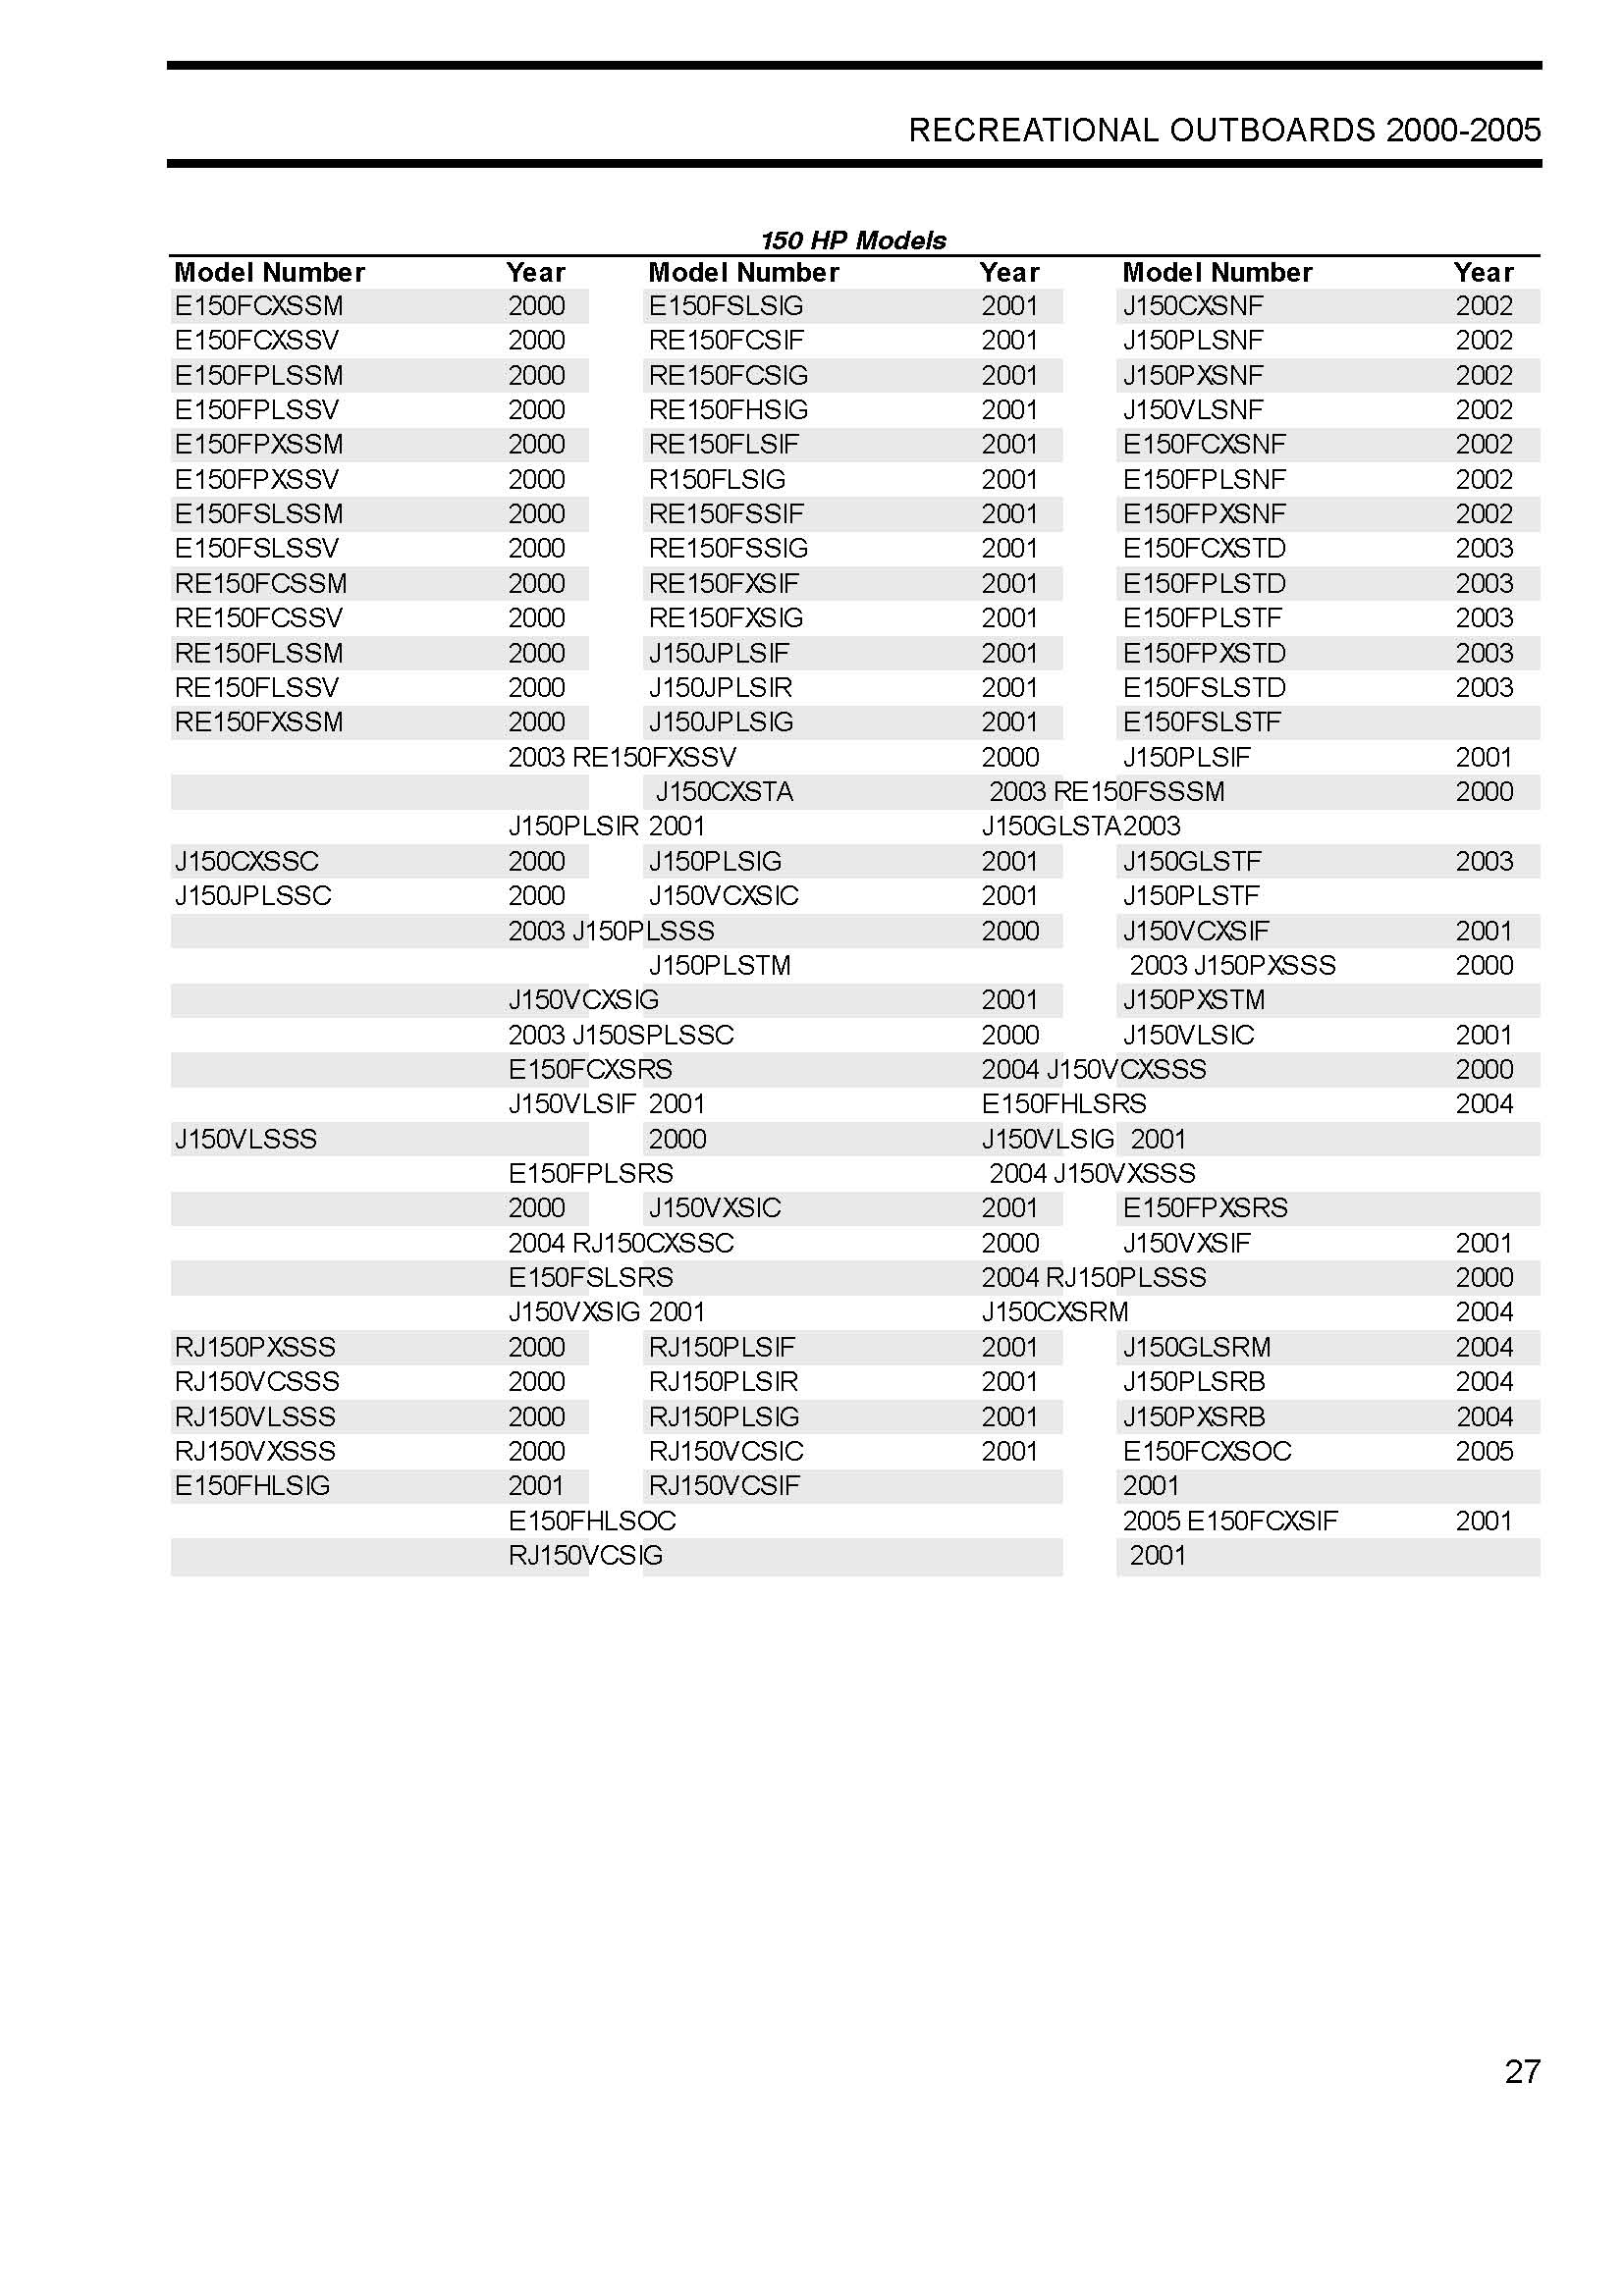 RECREATIONAL OUTBOARDS 2000-2005
150 HP Models
Model Number Year Model Number Year Model Number Year
E150FCXSSM 2000 E150FSLSIG 2001 J150CXSNF 2002
E150FCXSSV 2000 RE150FCSIF 2001 J150PLSNF 2002
E150FPLSSM 2000 RE150FCSIG 2001 J150PXSNF 2002
E150FPLSSV 2000 RE150FHSIG 2001 J150VLSNF 2002
E150FPXSSM 2000 RE150FLSIF 2001 E150FCXSNF 2002
E150FPXSSV 2000 R150FLSIG 2001 E150FPLSNF 2002
E150FSLSSM 2000 RE150FSSIF 2001 E150FPXSNF 2002
E150FSLSSV 2000 RE150FSSIG 2001 E150FCXSTD 2003
RE150FCSSM 2000 RE150FXSIF 2001 E150FPLSTD 2003
RE150FCSSV 2000 RE150FXSIG 2001 E150FPLSTF 2003
RE150FLSSM 2000 J150JPLSIF 2001 E150FPXSTD 2003
RE150FLSSV 2000 J150JPLSIR 2001 E150FSLSTD 2003
RE150FXSSM 2000 J150JPLSIG 2001 E150FSLSTF
2003 RE150FXSSV 2000 J150PLSIF 2001
J150CXSTA 2003 RE150FSSSM 2000
J150PLSIR 2001 J150GLSTA2003
J150CXSSC 2000 J150PLSIG 2001 J150GLSTF 2003
J150JPLSSC 2000 J150VCXSIC 2001 J150PLSTF
2003 J150PLSSS 2000 J150VCXSIF 2001
J150PLSTM 2003 J150PXSSS 2000
J150VCXSIG 2001 J150PXSTM
2003 J150SPLSSC 2000 J150VLSIC 2001
E150FCXSRS 2004 J150VCXSSS 2000
J150VLSIF 2001 E150FHLSRS 2004
J150VLSSS 2000 J150VLSIG 2001
E150FPLSRS 2004 J150VXSSS
2000 J150VXSIC 2001 E150FPXSRS
2004 RJ150CXSSC 2000 J150VXSIF 2001
E150FSLSRS 2004 RJ150PLSSS 2000
J150VXSIG 2001 J150CXSRM 2004
RJ150PXSSS 2000 RJ150PLSIF 2001 J150GLSRM 2004
RJ150VCSSS 2000 RJ150PLSIR 2001 J150PLSRB 2004
RJ150VLSSS 2000 RJ150PLSIG 2001 J150PXSRB 2004
RJ150VXSSS 2000 RJ150VCSIC 2001 E150FCXSOC 2005
E150FHLSIG 2001 RJ150VCSIF 2001
E150FHLSOC 2005 E150FCXSIF 2001
RJ150VCSIG 2001
27